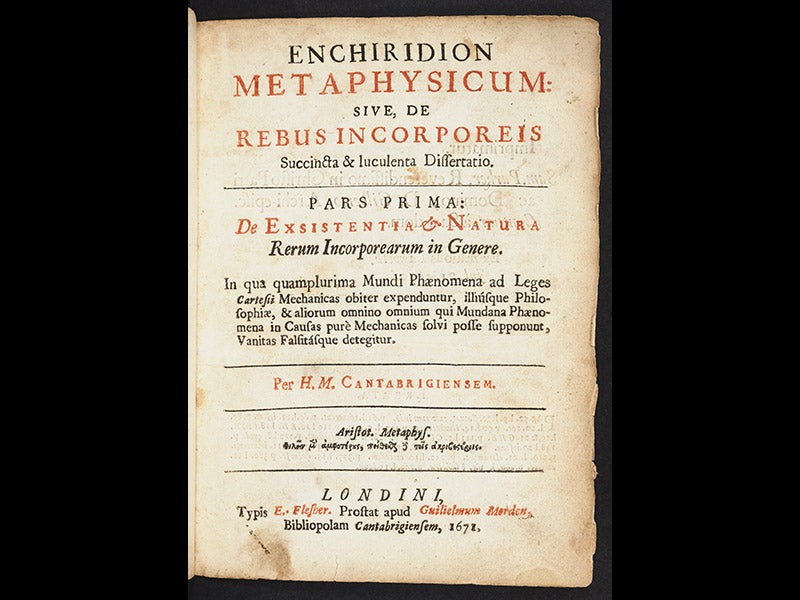 ENCHIRIDION
METAPHYSICUM:
SIVE, DE
REBUS INCORPOREIS
Succincta & luculenta Dissertatio.
PARS PRIMA:
De EXSISTENTIA & NATURA
Rerum Incorporearum in Genere.
In qua quamplurima Mundi Phænomena ad Leges
Cartesii Mechanicas obiter expenduntur, illiúsque Philo-
sophiæ, & aliorum omnino omnium qui Mundana Phæno-
mena in Causas purè Mechanicas solvi posse supponunt,
Vanitas Falsitásque detegitur.
Per H. M. CANTABRIGIENSEM.
Aristot. Metaphys.
LONDINI,
Typis E. Flesher. Prostat apud Guilielmum Morden,
Bibliopolam Cantabrigiensem, 1671.